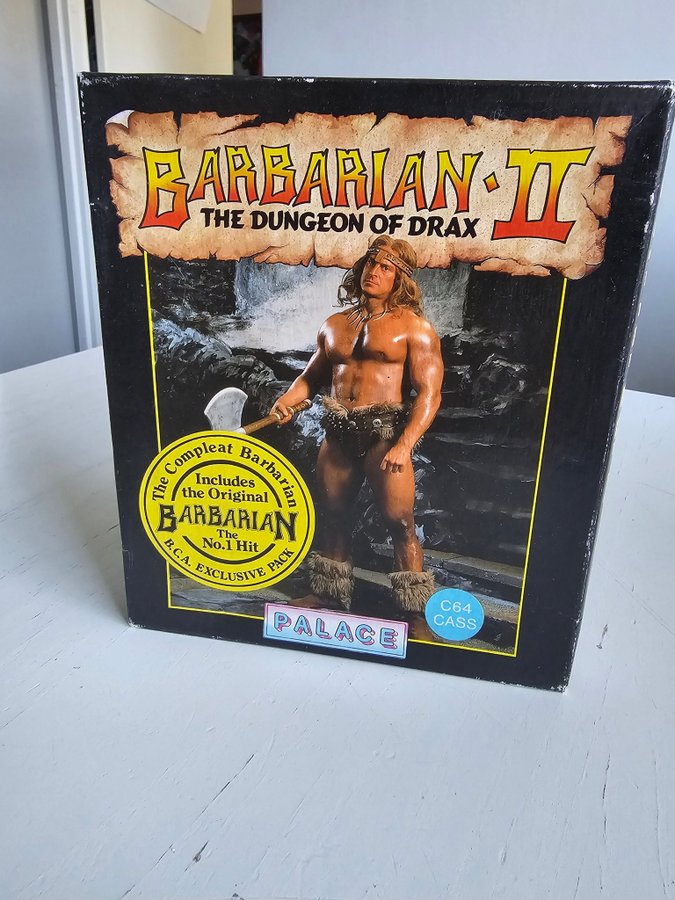 BARBARIAN · II
THE DUNGEON OF DRAX
The Compleat Barbarian
Includes
the Original
BARBARIAN
The
No.1 Hit
B.C.A. EXCLUSIVE PACK
C64
CASS
PALACE